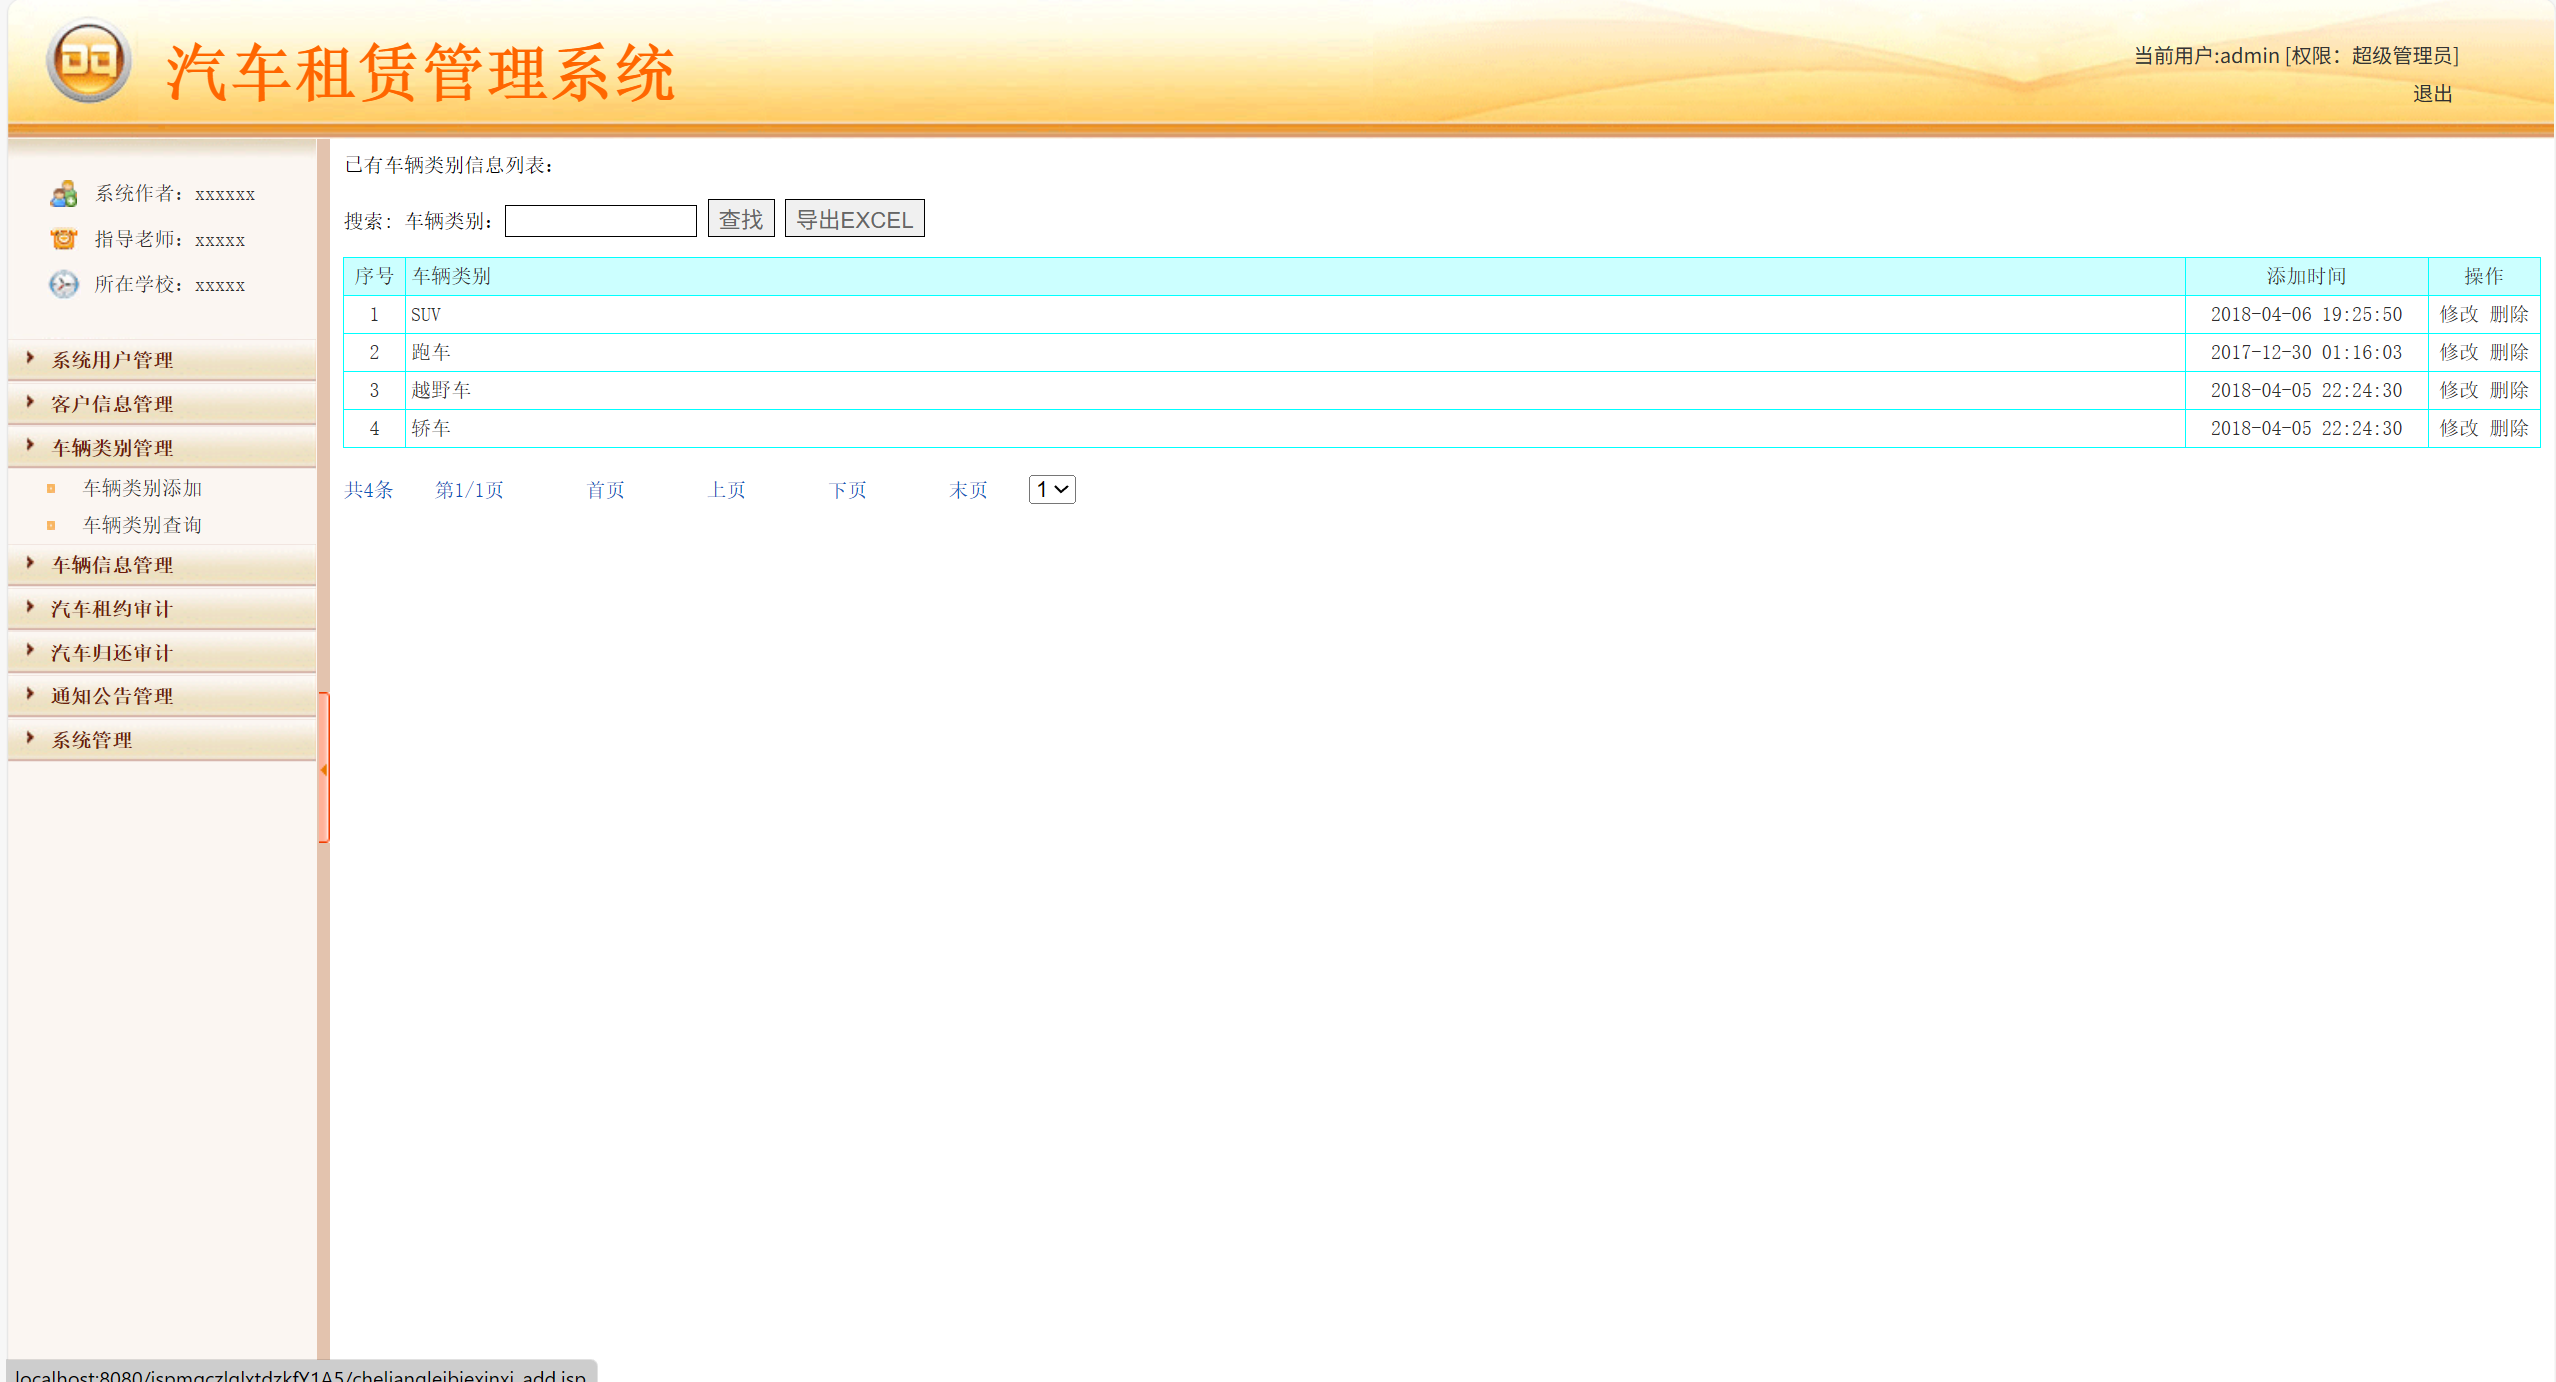 汽车租赁管理系统
当前用户:admin [权限：超级管理员]
退出
系统作者：xxxxxx
指导老师：xxxxx
所在学校：xxxxx
系统用户管理
客户信息管理
车辆类别管理
车辆类别添加
车辆类别查询
车辆信息管理
汽车租约审计
汽车归还审计
通知公告管理
系统管理
已有车辆类别信息列表：
搜索: 车辆类别： 查找 导出EXCEL
序号 车辆类别 添加时间 操作
1 SUV 2018-04-06 19:25:50 修改 删除
2 跑车 2017-12-30 01:16:03 修改 删除
3 越野车 2018-04-05 22:24:30 修改 删除
4 轿车 2018-04-05 22:24:30 修改 删除
共4条 第1/1页 首页 上页 下页 末页 1